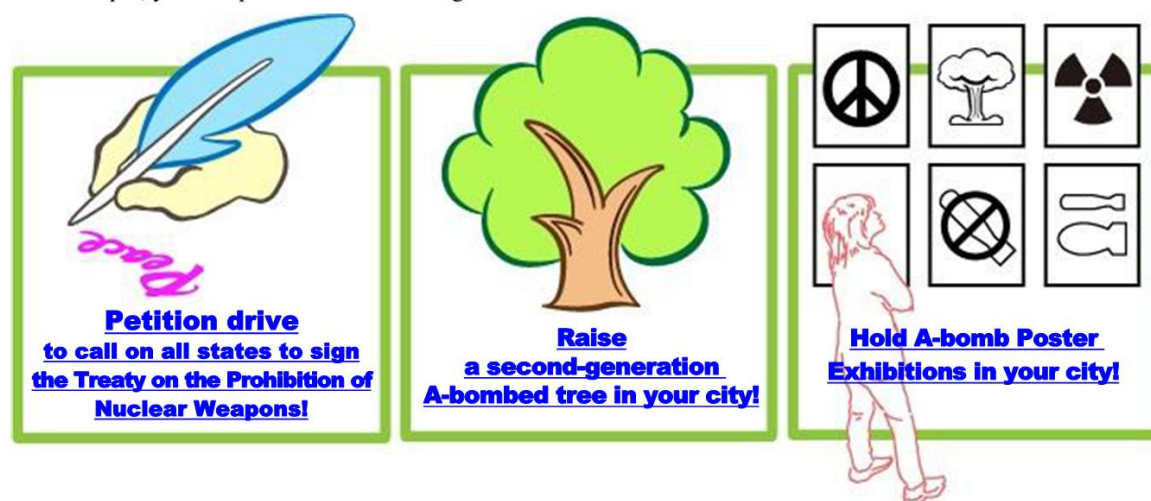 Peace
Petition drive
to call on all states to sign
the Treaty on the Prohibition of
Nuclear Weapons!
Raise
a second-generation
A-bombed tree in your city!
Hold A-bomb Poster
Exhibitions in your city!